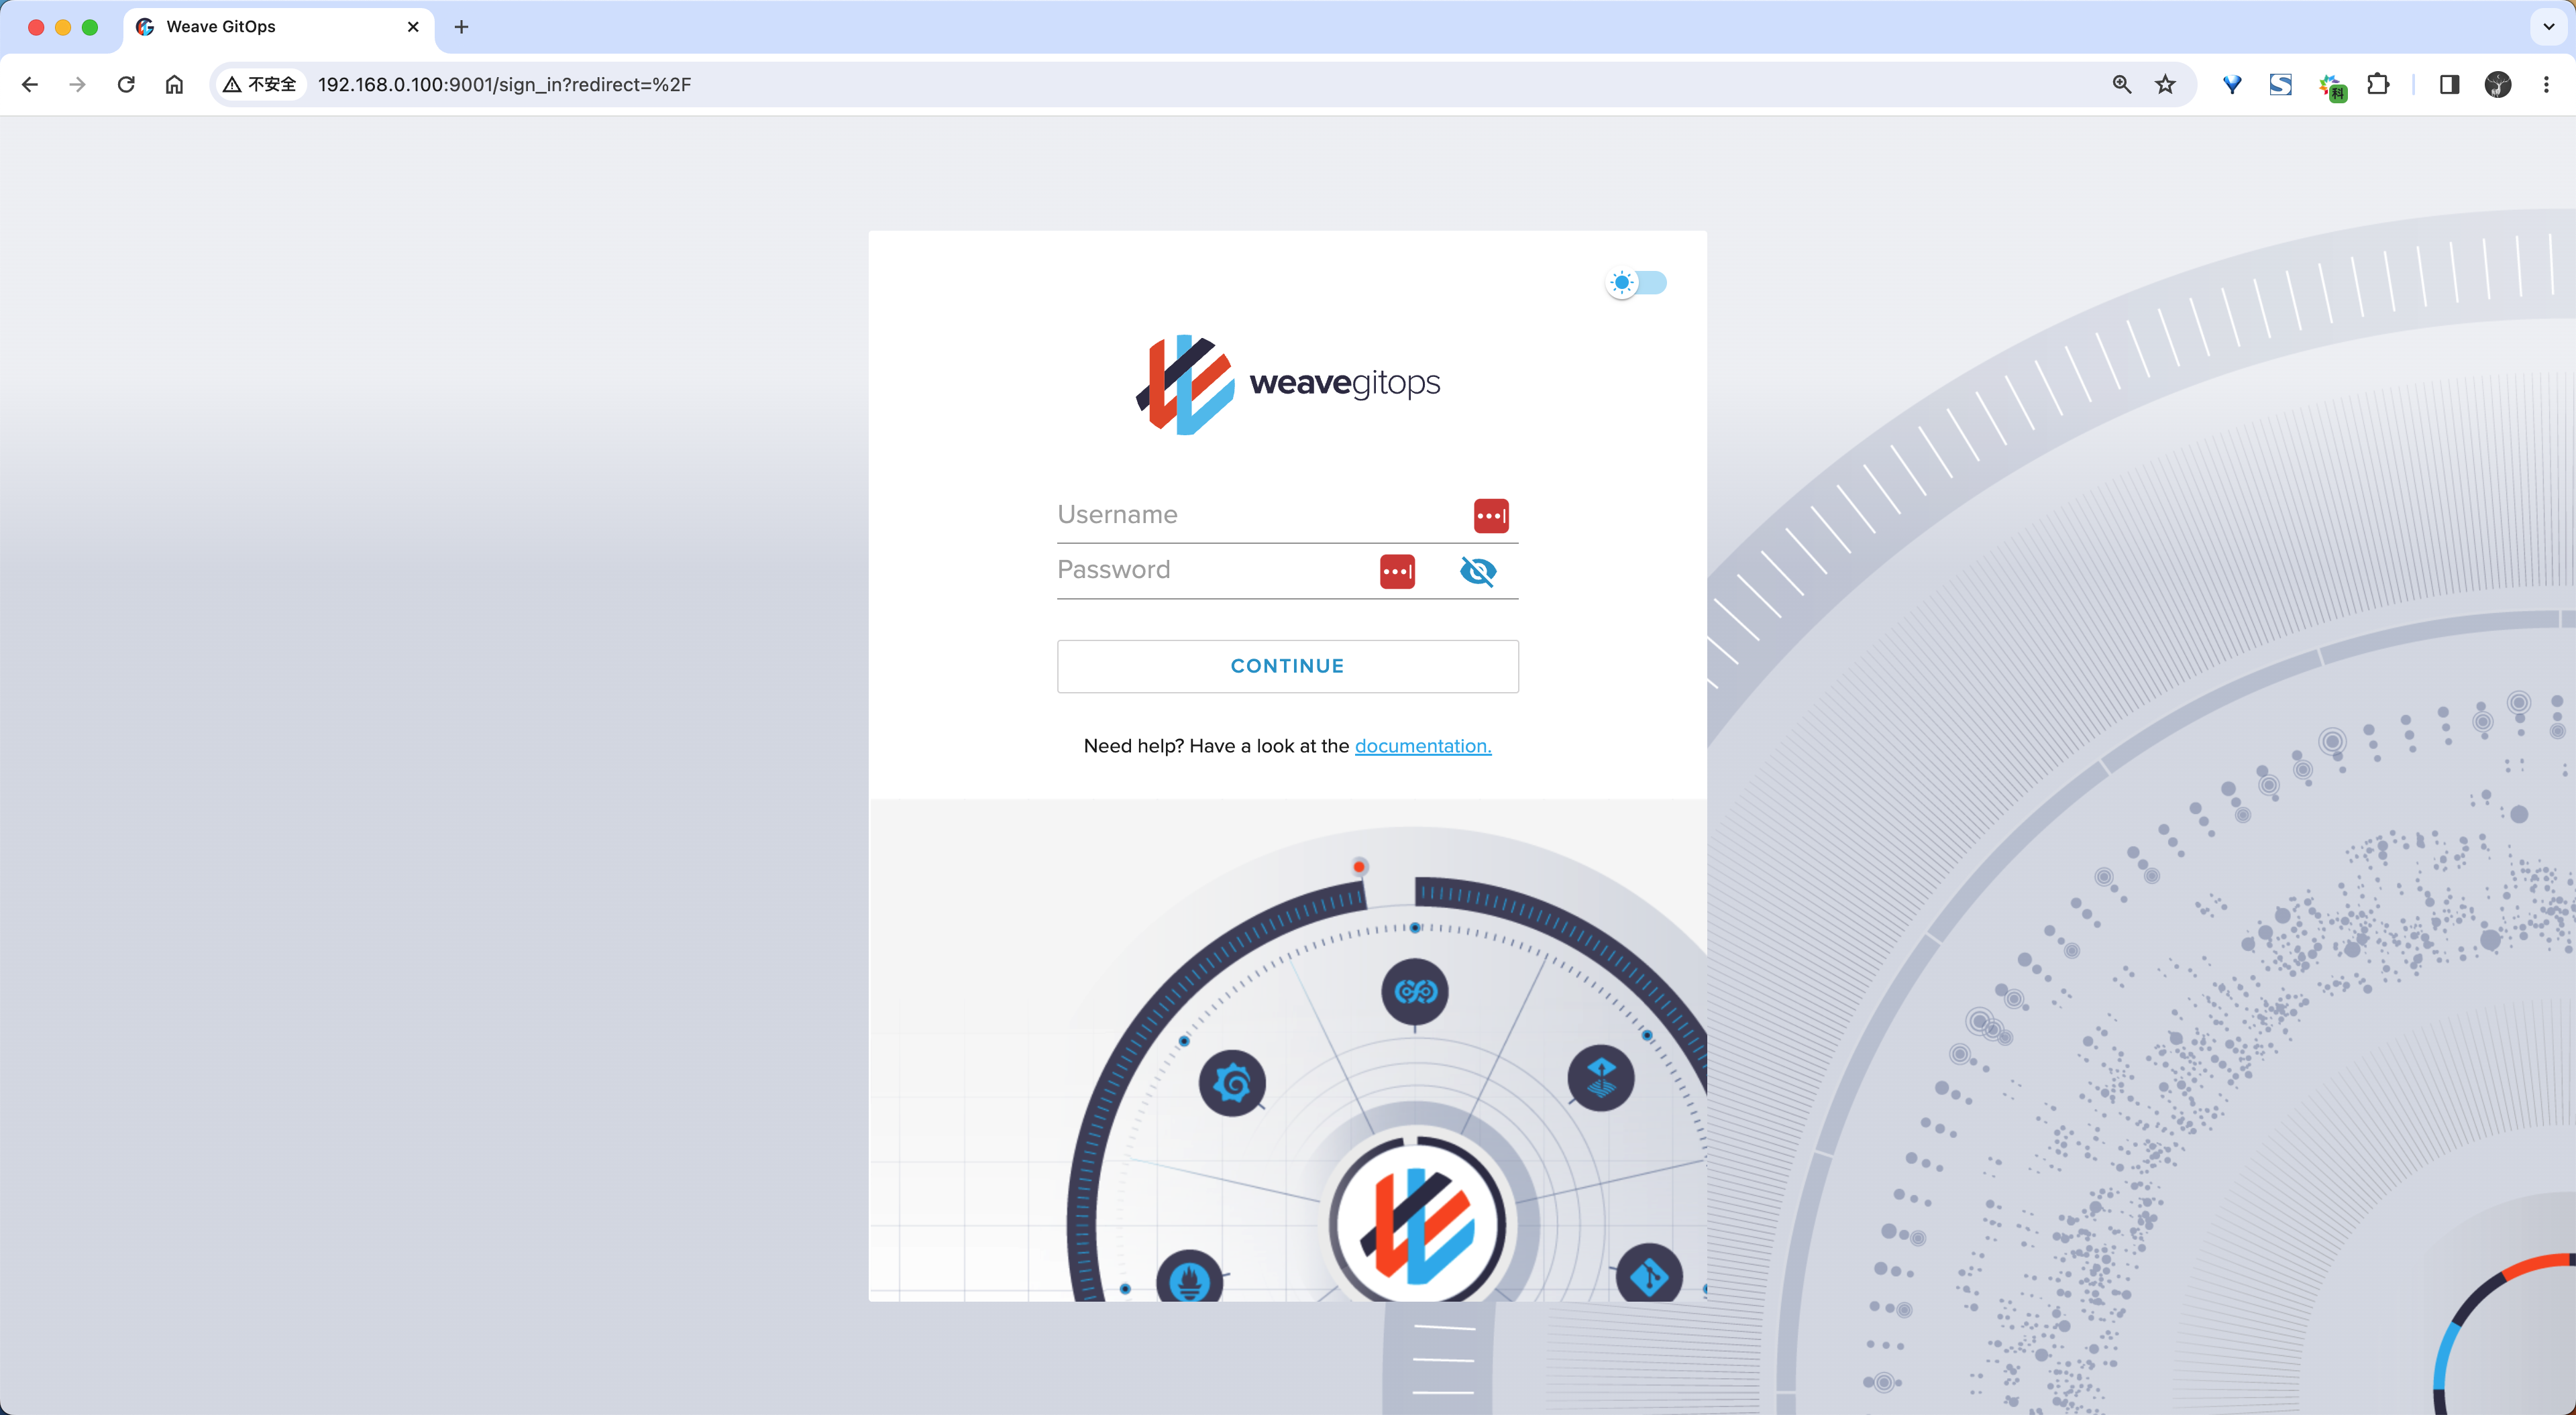 Weave GitOps
不安全
192.168.0.100:9001/sign_in?redirect=%2F
科
weavegitops
Username
Password
CONTINUE
Need help? Have a look at the documentation.